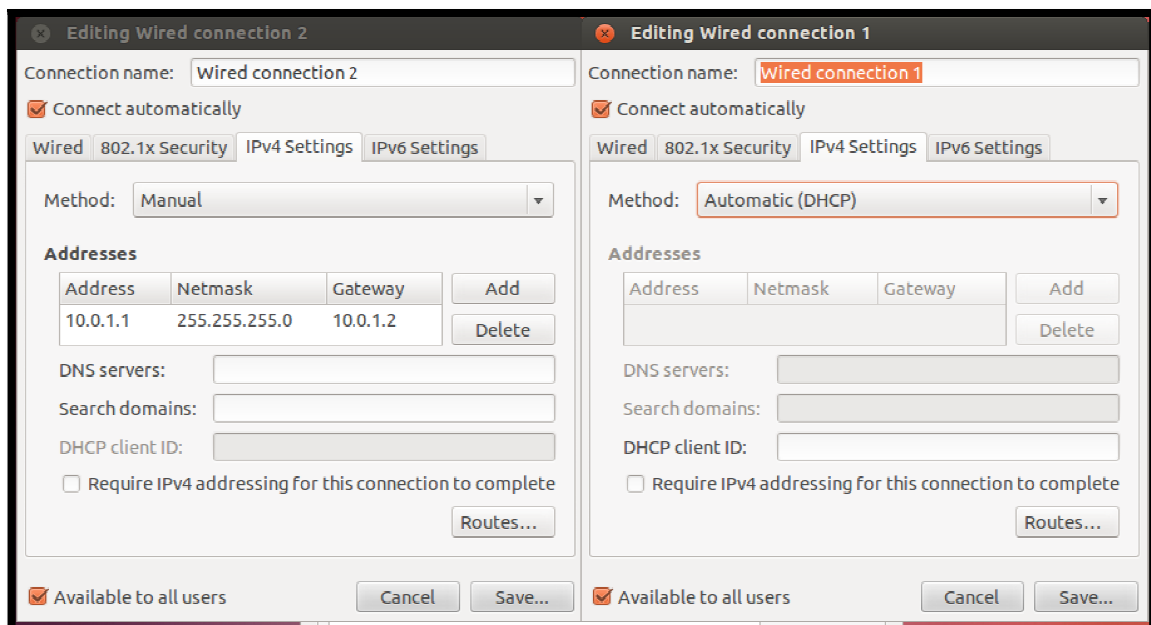 Editing Wired connection 2
Connection name: Wired connection 2
Connect automatically
Wired 802.1x Security IPv4 Settings IPv6 Settings
Method: Manual
Addresses
Address Netmask Gateway Add
10.0.1.1 255.255.255.0 10.0.1.2 Delete
DNS servers:
Search domains:
DHCP client ID:
Require IPv4 addressing for this connection to complete
Routes...
Available to all users Cancel Save...
Editing Wired connection 1
Connection name: Wired connection 1
Connect automatically
Wired 802.1x Security IPv4 Settings IPv6 Settings
Method: Automatic (DHCP)
Addresses
Address Netmask Gateway Add
Delete
DNS servers:
Search domains:
DHCP client ID:
Require IPv4 addressing for this connection to complete
Routes...
Available to all users Cancel Save...